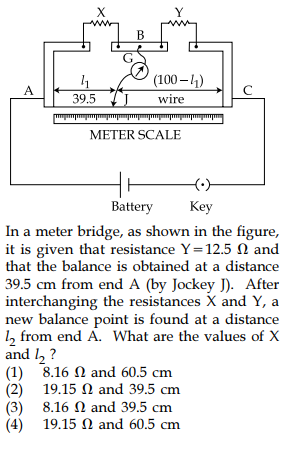 X Y
B
G
A l₁ (100 – l₁) C
39.5 J wire
METER SCALE
Battery Key
In a meter bridge, as shown in the figure,
it is given that resistance Y=12.5 Ω and
that the balance is obtained at a distance
39.5 cm from end A (by Jockey J). After
interchanging the resistances X and Y, a
new balance point is found at a distance
l₂ from end A. What are the values of X
and l₂ ?
(1) 8.16 Ω and 60.5 cm
(2) 19.15 Ω and 39.5 cm
(3) 8.16 Ω and 39.5 cm
(4) 19.15 Ω and 60.5 cm